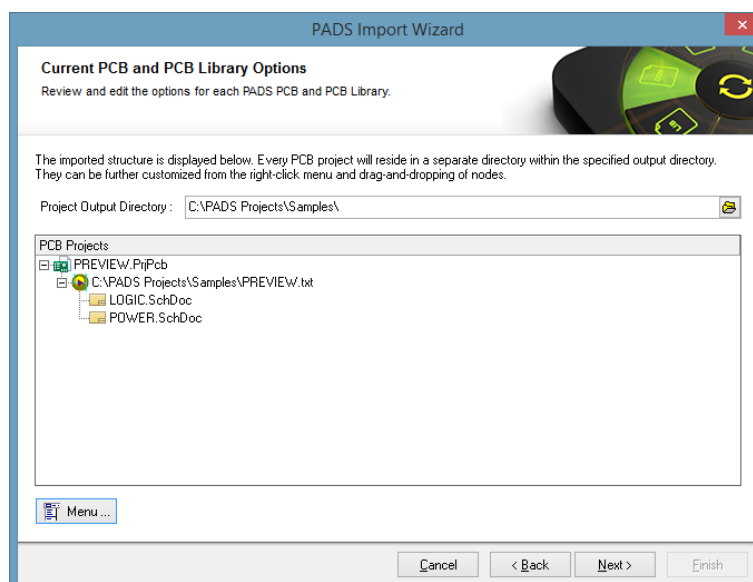 PADS Import Wizard
Current PCB and PCB Library Options
Review and edit the options for each PADS PCB and PCB Library.
The imported structure is displayed below. Every PCB project will reside in a separate directory within the specified output directory.
They can be further customized from the right-click menu and drag-and-dropping of nodes.
Project Output Directory : C:\PADS Projects\Samples\
PCB Projects
PREVIEW.PrjPcb
C:\PADS Projects\Samples\PREVIEW.txt
LOGIC.SchDoc
POWER.SchDoc
Menu ...
Cancel < Back Next > Finish